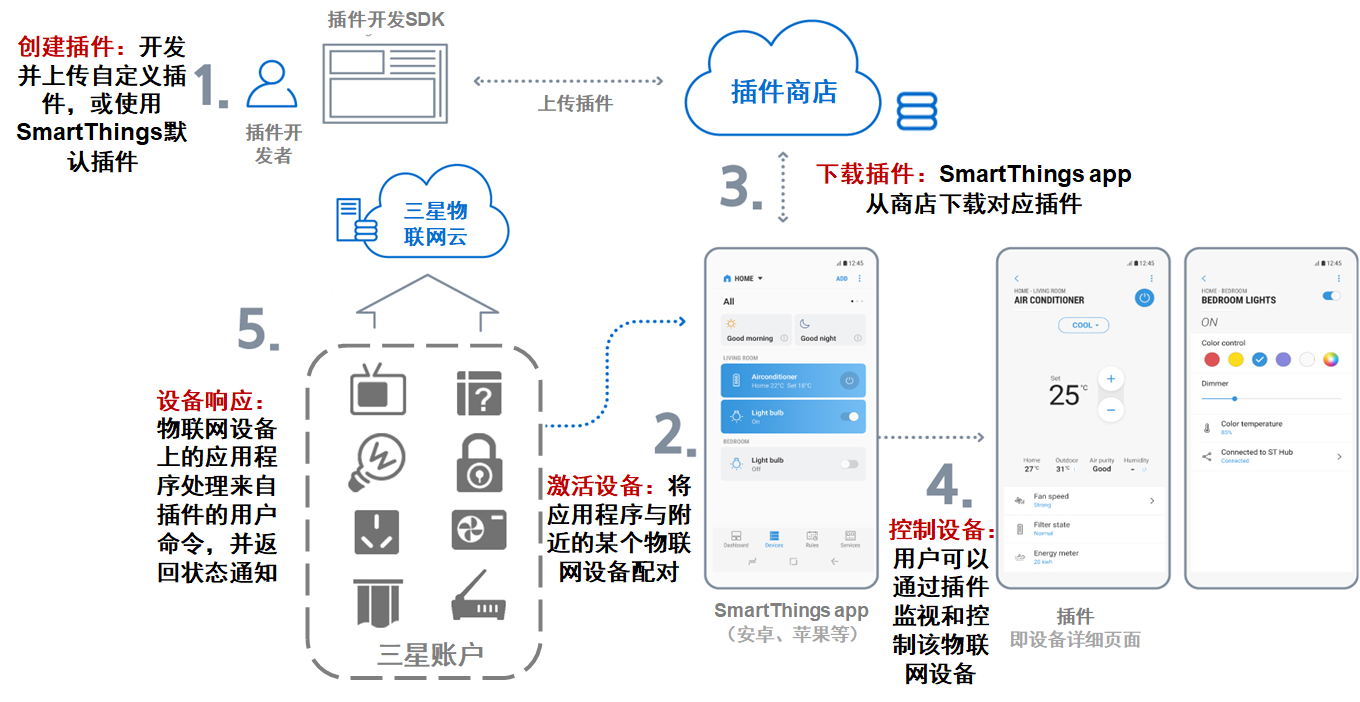 插件开发SDK
创建插件：开发
并上传自定义插
件，或使用
SmartThings默
认插件
1.
插件开
发者
上传插件
插件商店
3.
下载插件：SmartThings app
从商店下载对应插件
三星物
联网云
5.
设备响应：
物联网设备
上的应用程
序处理来自
插件的用户
命令，并返
回状态通知
三星账户
2.
激活设备：将
应用程序与附
近的某个物联
网设备配对
12:45
HOME
ADD
All
Good morning
Good night
LIVING ROOM
Airconditioner
Home 22°C Set 18°C
Light bulb
On
BEDROOM
Light bulb
Off
Dashboard
Devices
Rules
Services
SmartThings app
（安卓、苹果等）
4.
控制设备：
用户可以
通过插件
监视和控
制该物联
网设备
12:45
HOME - LIVING ROOM
AIR CONDITIONER
COOL
Set
25°C
Home
Outdoor
Air purity
Humidity
27°C
31°C
Good
-
Fan speed
Strong
Filter state
Normal
Energy meter
20 kwh
插件
即设备详细页面
12:45
HOME - BEDROOM
BEDROOM LIGHTS
ON
Color control
Dimmer
Color temperature
85%
Connected to ST Hub
Connected